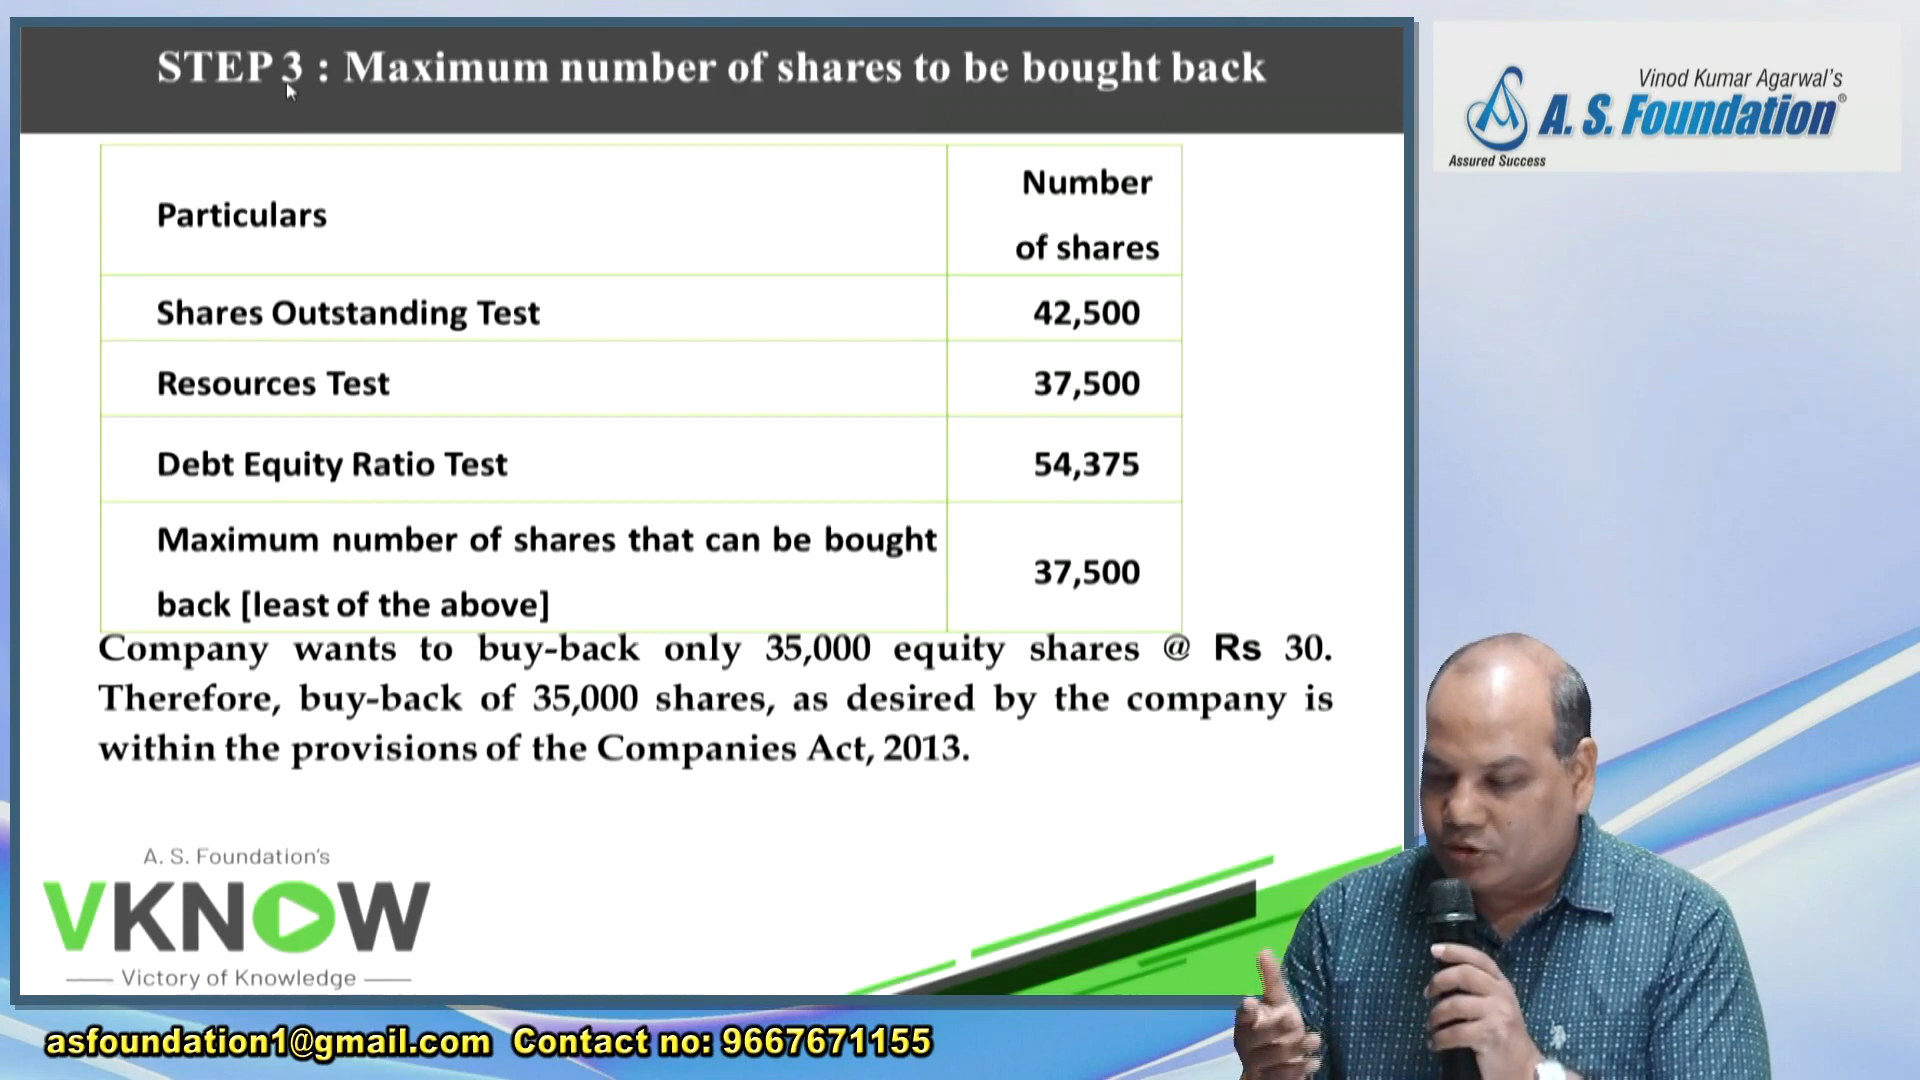 STEP 3 : Maximum number of shares to be bought back
Particulars
Number
of shares
Shares Outstanding Test
42,500
Resources Test
37,500
Debt Equity Ratio Test
54,375
Maximum number of shares that can be bought
back [least of the above]
37,500
Company wants to buy-back only 35,000 equity shares @ Rs 30.
Therefore, buy-back of 35,000 shares, as desired by the company is
within the provisions of the Companies Act, 2013.
A. S. Foundation's
VKNOW
Victory of Knowledge
Vinod Kumar Agarwal's
A. S. Foundation®
Assured Success
asfoundation1@gmail.com Contact no: 9667671155